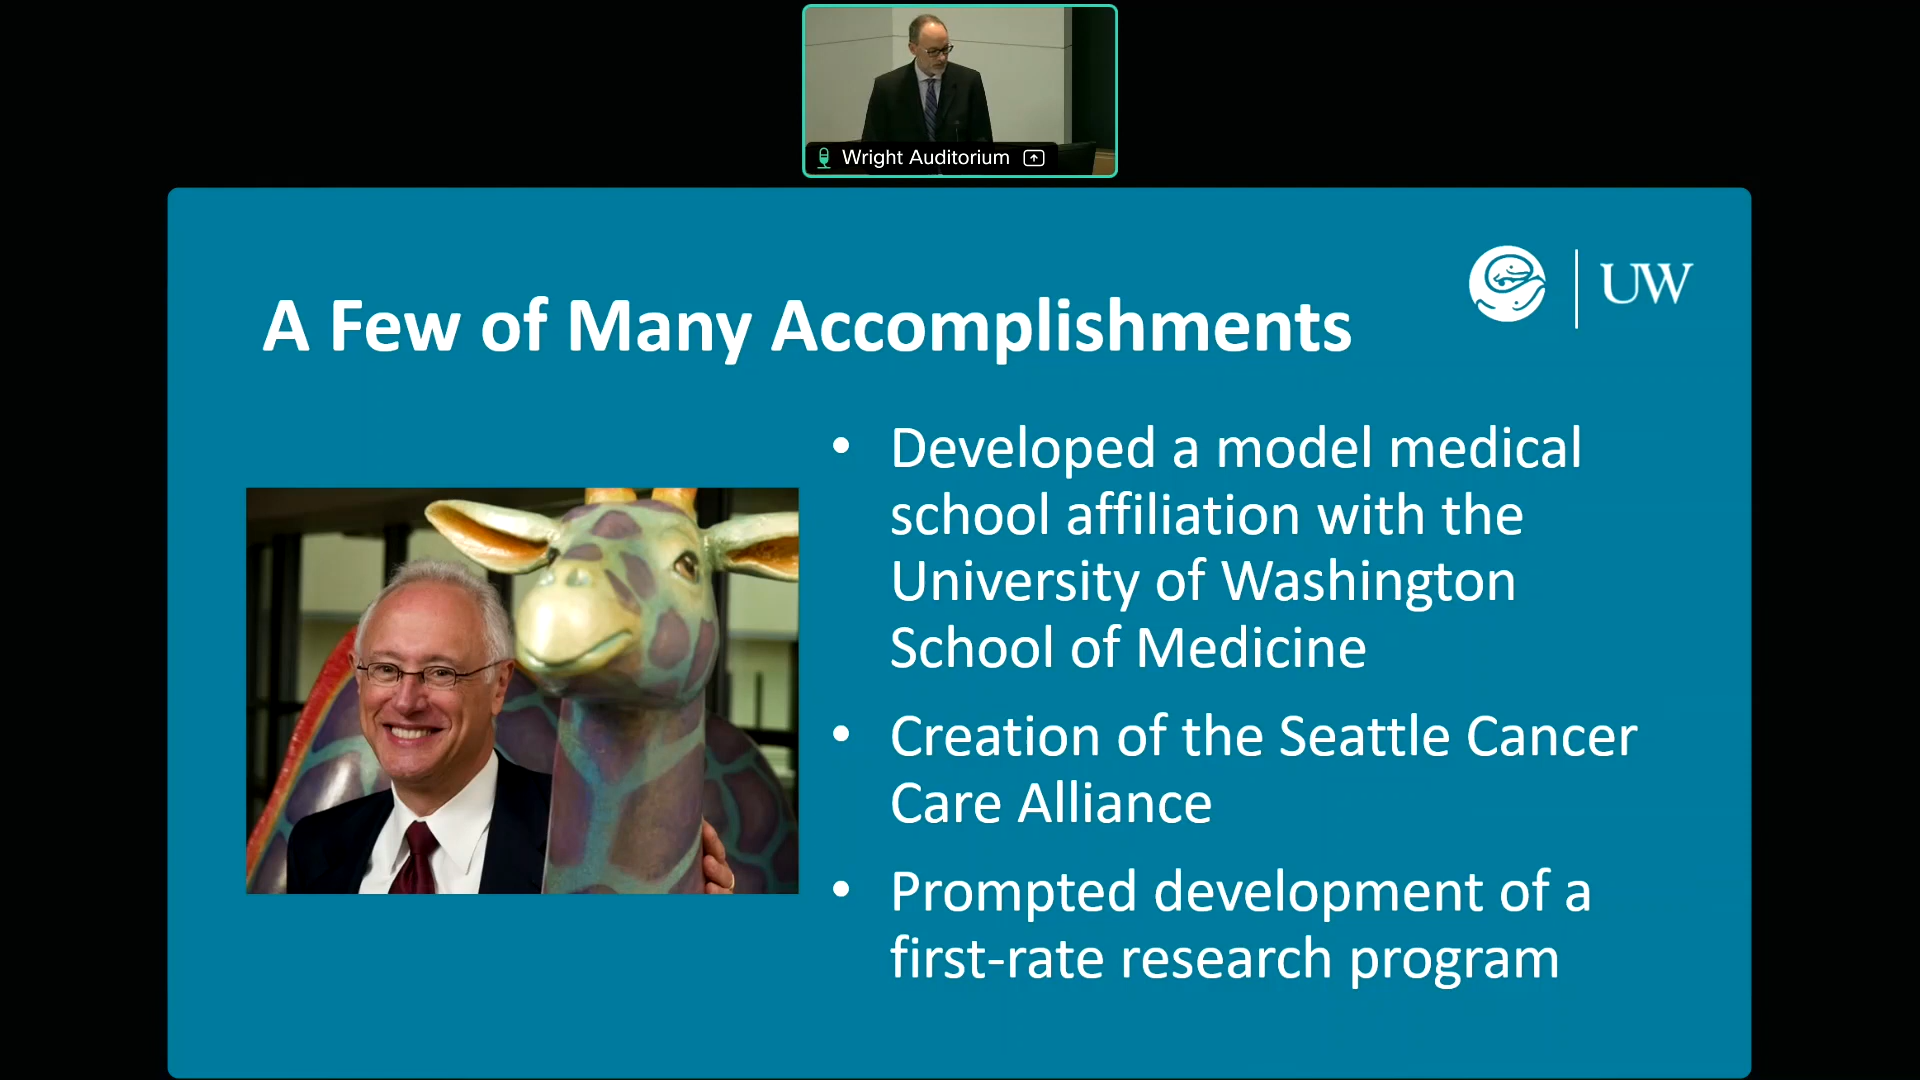 Wright Auditorium
UW
A Few of Many Accomplishments
• Developed a model medical
school affiliation with the
University of Washington
School of Medicine
• Creation of the Seattle Cancer
Care Alliance
• Prompted development of a
first-rate research program